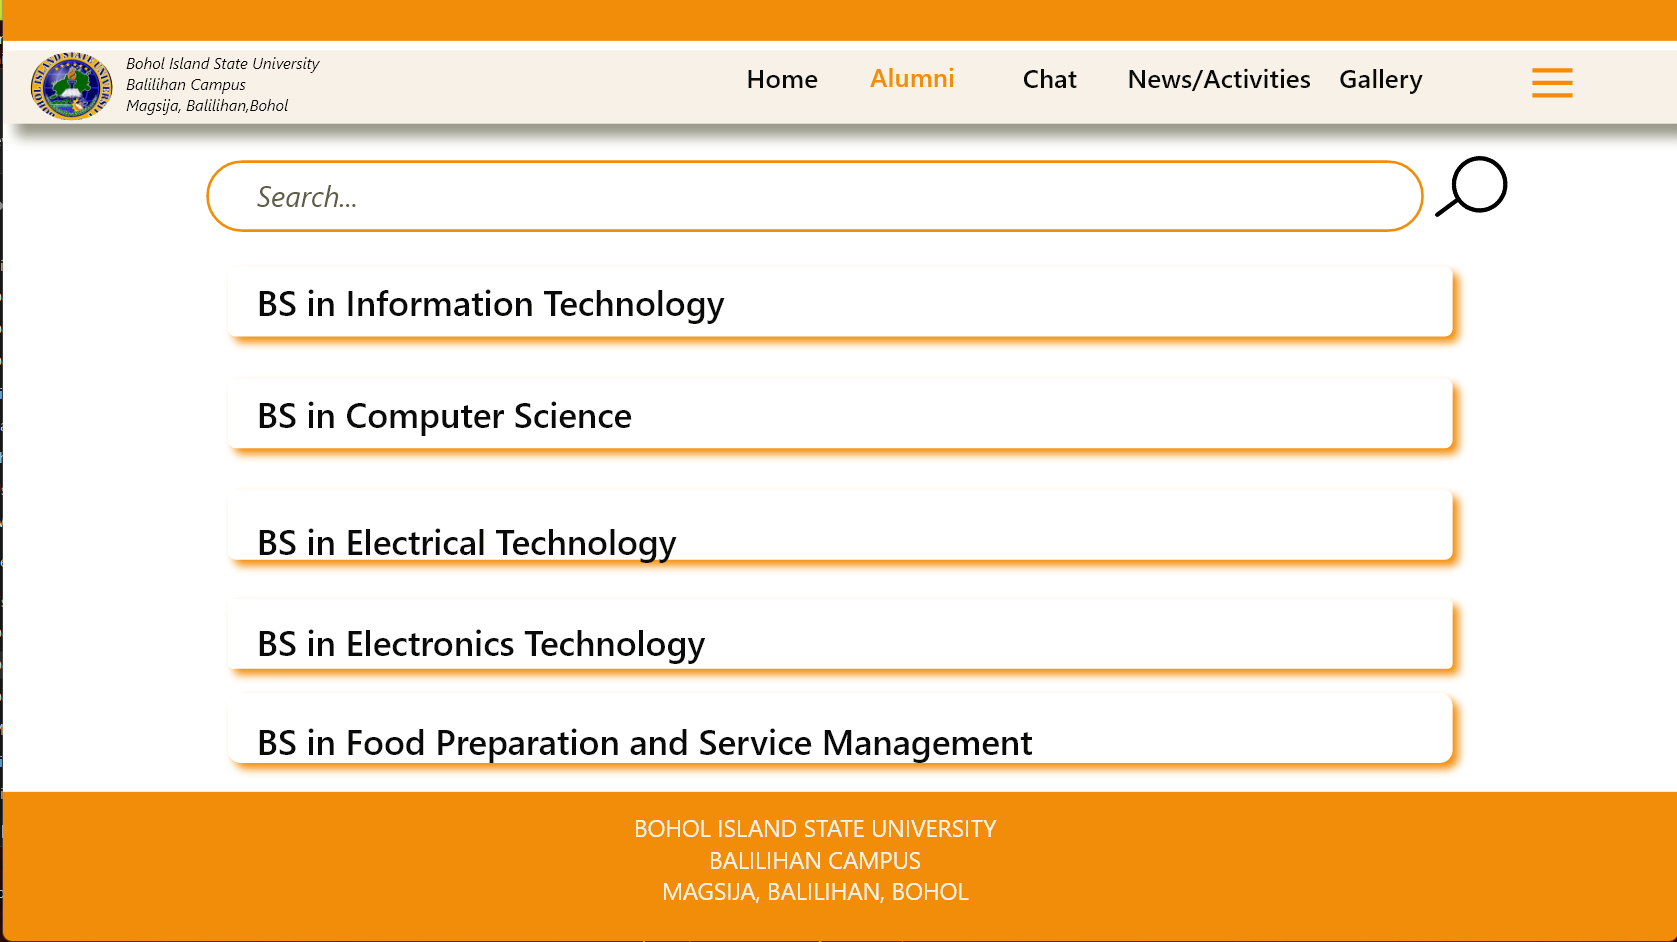 Bohol Island State University
Balilihan Campus
Magsija, Balilihan,Bohol
Home Alumni Chat News/Activities Gallery
Search...
BS in Information Technology
BS in Computer Science
BS in Electrical Technology
BS in Electronics Technology
BS in Food Preparation and Service Management
BOHOL ISLAND STATE UNIVERSITY
BALILIHAN CAMPUS
MAGSIJA, BALILIHAN, BOHOL